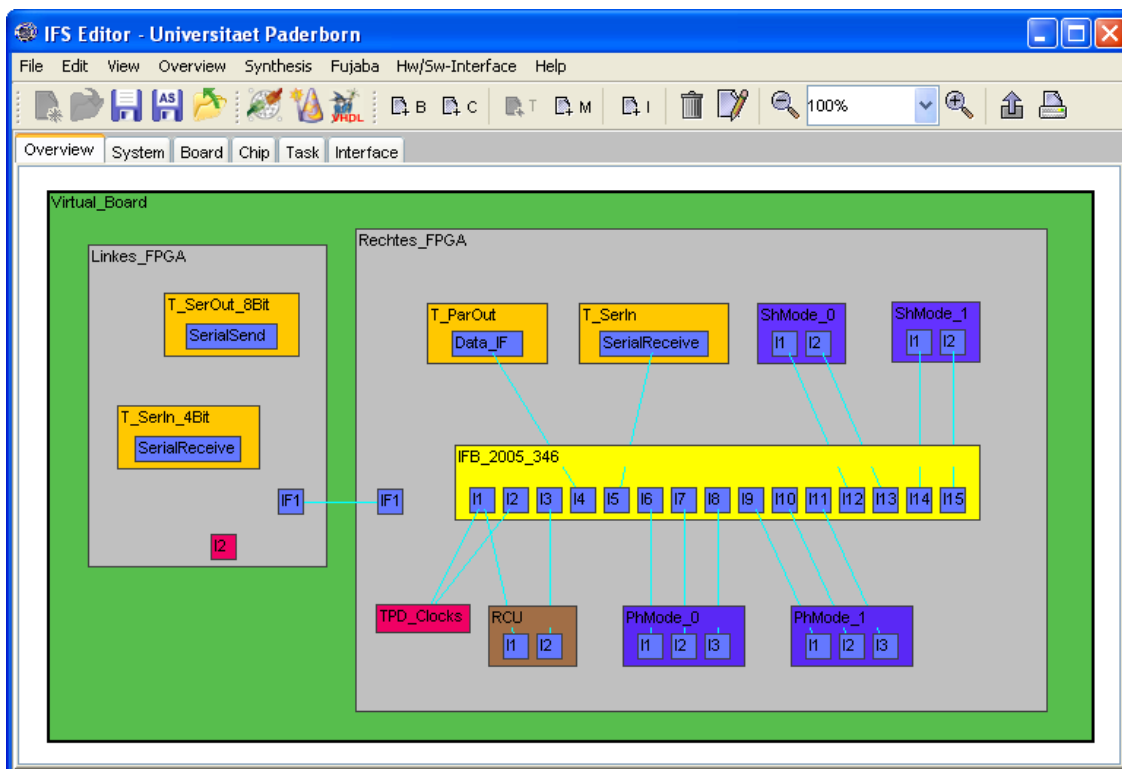 IFS Editor - Universitaet Paderborn
File Edit View Overview Synthesis Fujaba Hw/Sw-Interface Help
AS VHDL B C T M I 100%
Overview System Board Chip Task Interface
Virtual_Board
Linkes_FPGA
T_SerOut_8Bit
SerialSend
T_SerIn_4Bit
SerialReceive
IF1
I2
Rechtes_FPGA
T_ParOut
Data_IF
T_SerIn
SerialReceive
ShMode_0
I1 I2
ShMode_1
I1 I2
IFB_2005_346
I1 I2 I3 I4 I5 I6 I7 I8 I9 I10 I11 I12 I13 I14 I15
IF1
TPD_Clocks
RCU
I1 I2
PhMode_0
I1 I2 I3
PhMode_1
I1 I2 I3